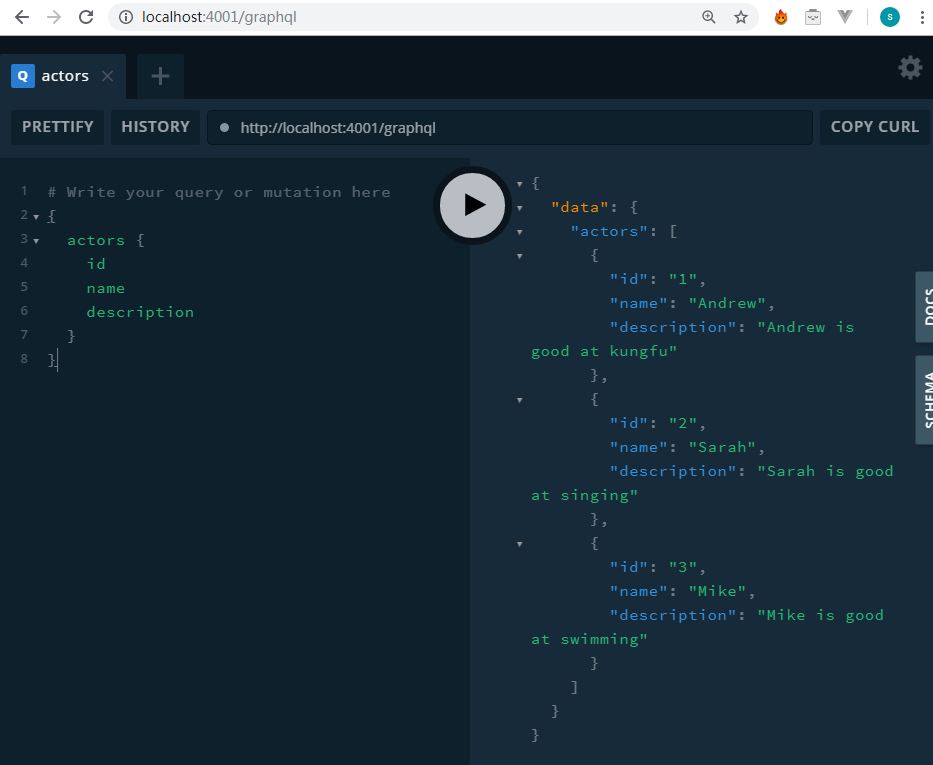 localhost:4001/graphql
S
Q actors
PRETTIFY HISTORY http://localhost:4001/graphql COPY CURL
1 # Write your query or mutation here
2 {
3 actors {
4 id
5 name
6 description
7 }
8 }
{
"data": {
"actors": [
{
"id": "1",
"name": "Andrew",
"description": "Andrew is
good at kungfu"
},
{
"id": "2",
"name": "Sarah",
"description": "Sarah is good
at singing"
},
{
"id": "3",
"name": "Mike",
"description": "Mike is good
at swimming"
}
]
}
}
DOCS
SCHEMA